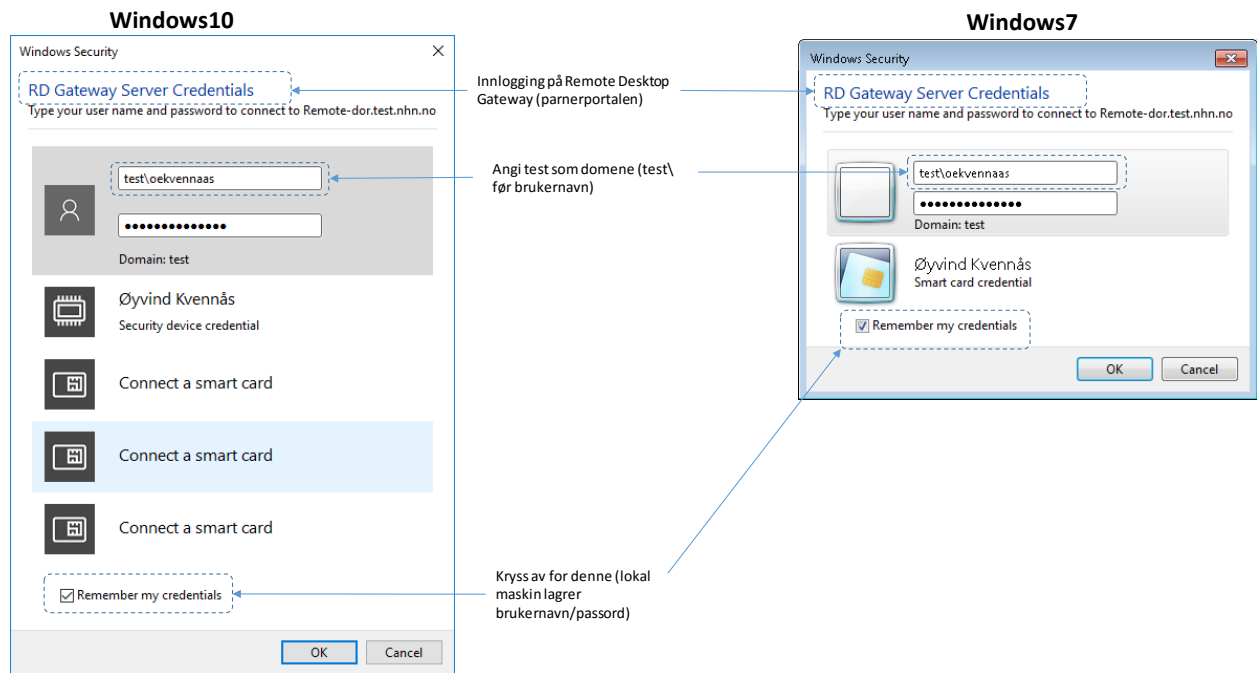 Windows10
Windows Security
RD Gateway Server Credentials
Type your user name and password to connect to Remote-dor.test.nhn.no
test\oekvennaas
●●●●●●●●●●●●●●
Domain: test
Øyvind Kvennås
Security device credential
Connect a smart card
Connect a smart card
Connect a smart card
Remember my credentials
OK
Cancel
Innlogging på Remote Desktop
Gateway (parnerportalen)
Angi test som domene (test\
før brukernavn)
Kryss av for denne (lokal
maskin lagrer
brukernavn/passord)
Windows7
Windows Security
RD Gateway Server Credentials
Type your user name and password to connect to Remote-dor.test.nhn.no
test\oekvennaas
●●●●●●●●●●●●●●
Domain: test
Øyvind Kvennås
Smart card credential
Remember my credentials
OK
Cancel